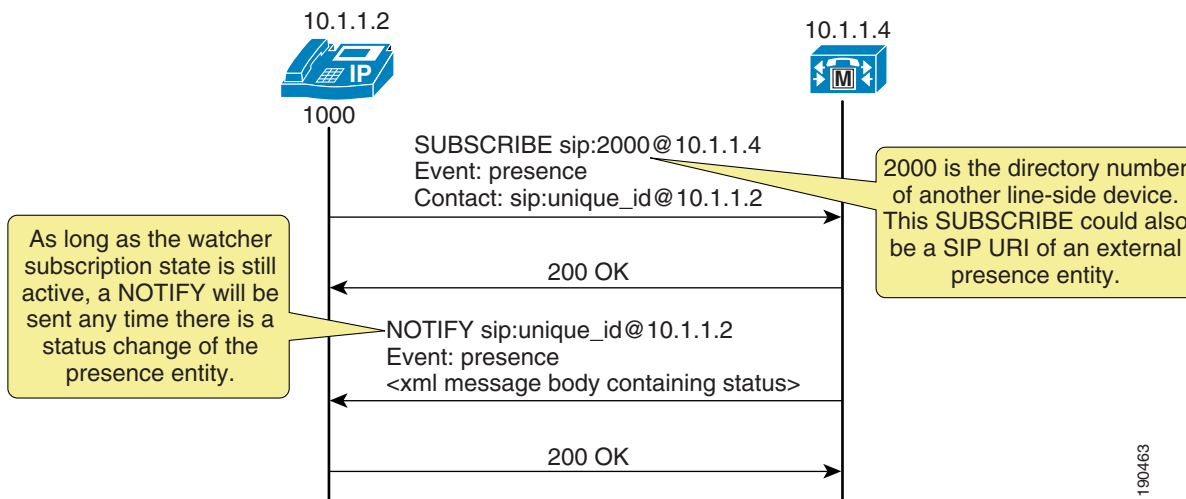 10.1.1.2
10.1.1.4
IP
M
1000
SUBSCRIBE sip:2000@10.1.1.4
Event: presence
Contact: sip:unique_id@10.1.1.2
2000 is the directory number
of another line-side device.
This SUBSCRIBE could also
be a SIP URI of an external
presence entity.
As long as the watcher
subscription state is still
active, a NOTIFY will be
sent any time there is a
status change of the
presence entity.
200 OK
NOTIFY sip:unique_id@10.1.1.2
Event: presence
<xml message body containing status>
200 OK
190463